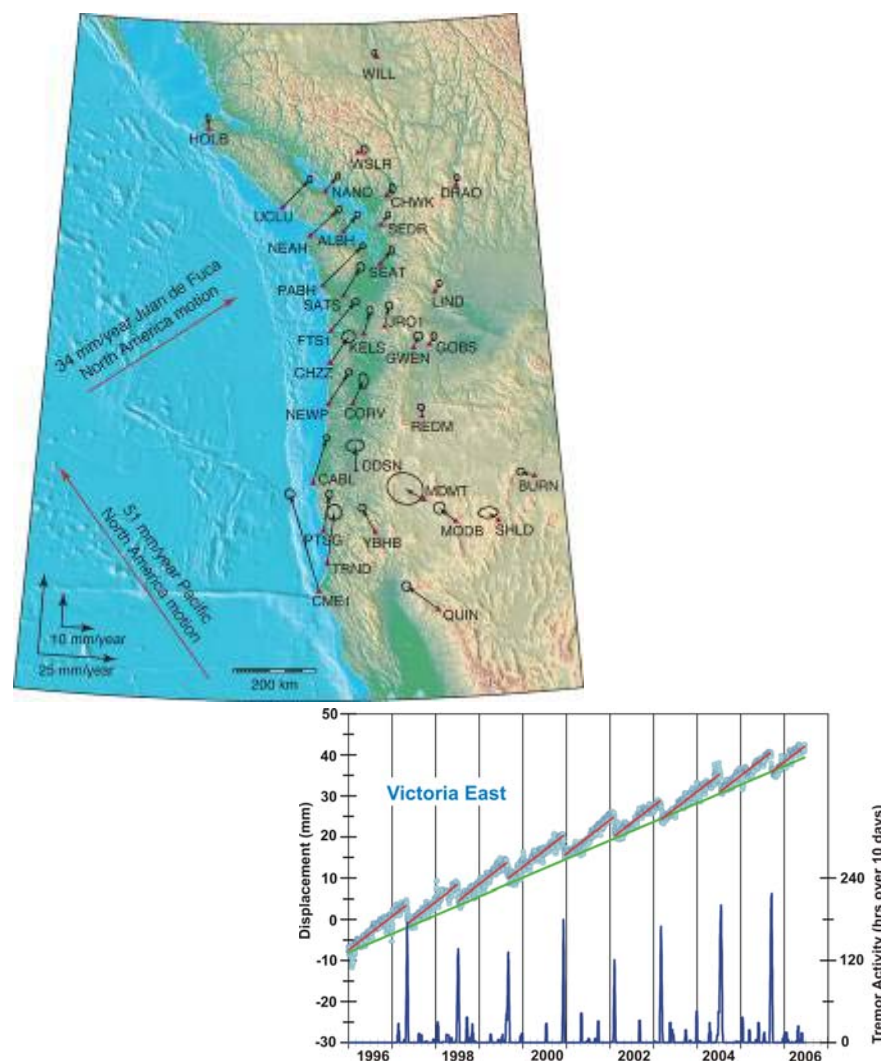 WILL
HOLB
WSLR
NANO
DRAO
CHWK
UCLU
ALBH
SEDR
NEAH
SEAT
PABH
SATS
LIND
34 mm/year Juan de Fuca
North America motion
JRO1
FTS1
KELS
GWEN
GOBS
CHZZ
NEWP
CORV
REDM
DDSN
CABL
MDMT
BURN
51 mm/year Pacific
North America motion
PTSG
YBHB
MODB
SHLD
TRND
CME1
QUIN
10 mm/year
25 mm/year
200 km
50
40
30
20
10
0
-10
-20
-30
Displacement (mm)
Victoria East
240
120
0
Tremor Activity (hrs over 10 days)
1996
1998
2000
2002
2004
2006